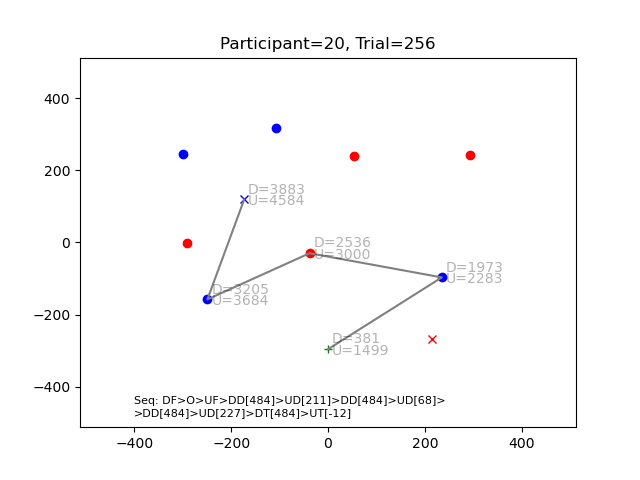 Participant=20, Trial=256
400
200
0
−200
−400
D=3883
U=4584
D=2536
U=3000
D=1973
U=2283
D=3205
U=3684
D=381
U=1499
Seq: DF>O>UF>DD[484]>UD[211]>DD[484]>UD[68]>
>DD[484]>UD[227]>DT[484]>UT[-12]
−400 −200 0 200 400